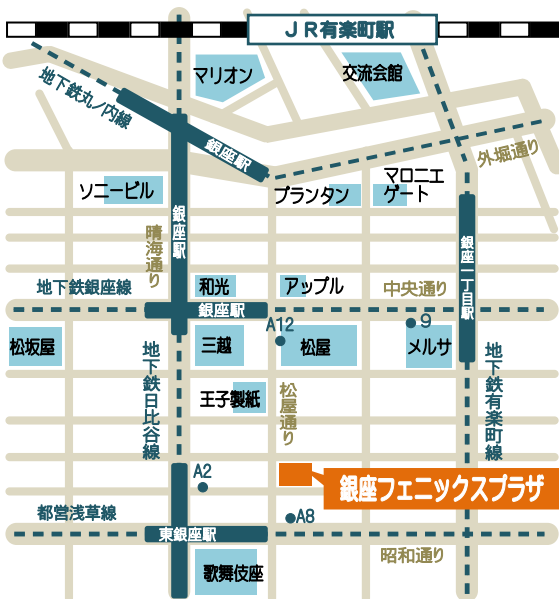 JR有楽町駅
マリオン
交流会館
地下鉄丸ノ内線
銀座駅
外堀通り
ソニービル
プランタン
マロニエ
ゲート
銀座駅
晴海通り
銀座一丁目駅
地下鉄銀座線
和光
アップル
中央通り
銀座駅
A12
9
松坂屋
三越
松屋
メルサ
地下鉄日比谷線
地下鉄有楽町線
王子製紙
松屋通り
A2
銀座フェニックスプラザ
都営浅草線
A8
東銀座駅
昭和通り
歌舞伎座